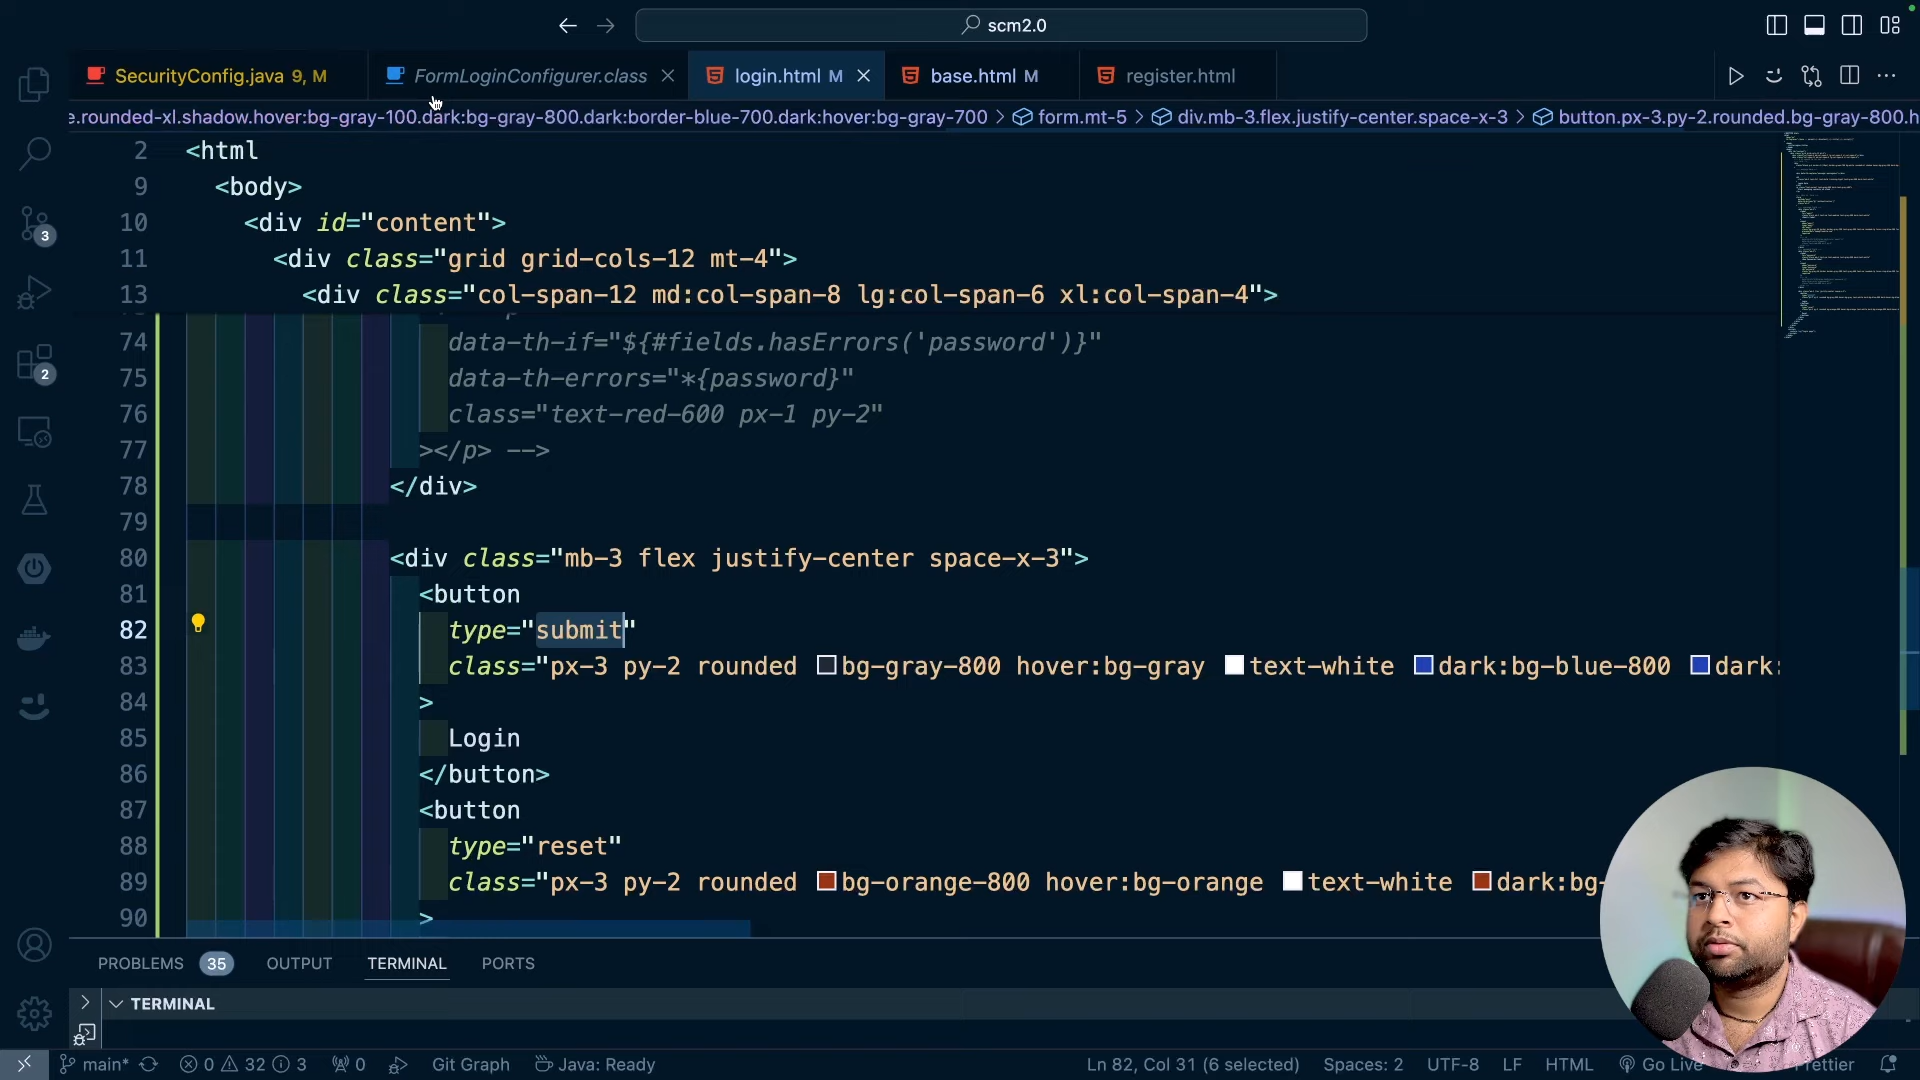 scm2.0
SecurityConfig.java 9, M
FormLoginConfigurer.class
login.html M
base.html M
register.html
e.rounded-xl.shadow.hover:bg-gray-100.dark:bg-gray-800.dark:border-blue-700.dark:hover:bg-gray-700 > form.mt-5 > div.mb-3.flex.justify-center.space-x-3 > button.px-3.py-2.rounded.bg-gray-800.h
2 <html
9 <body>
10 <div id="content">
11 <div class="grid grid-cols-12 mt-4">
13 <div class="col-span-12 md:col-span-8 lg:col-span-6 xl:col-span-4">
74 data-th-if="${#fields.hasErrors('password')}"
75 data-th-errors="*{password}"
76 class="text-red-600 px-1 py-2"
77 ></p> -->
78 </div>
79
80 <div class="mb-3 flex justify-center space-x-3">
81 <button
82 type="submit"
83 class="px-3 py-2 rounded bg-gray-800 hover:bg-gray text-white dark:bg-blue-800 dark:
84 >
85 Login
86 </button>
87 <button
88 type="reset"
89 class="px-3 py-2 rounded bg-orange-800 hover:bg-orange text-white dark:bg-
90 >
3
2
PROBLEMS 35 OUTPUT TERMINAL PORTS
TERMINAL
main* 0 32 3 0 Git Graph Java: Ready Ln 82, Col 31 (6 selected) Spaces: 2 UTF-8 LF HTML Go Live Prettier